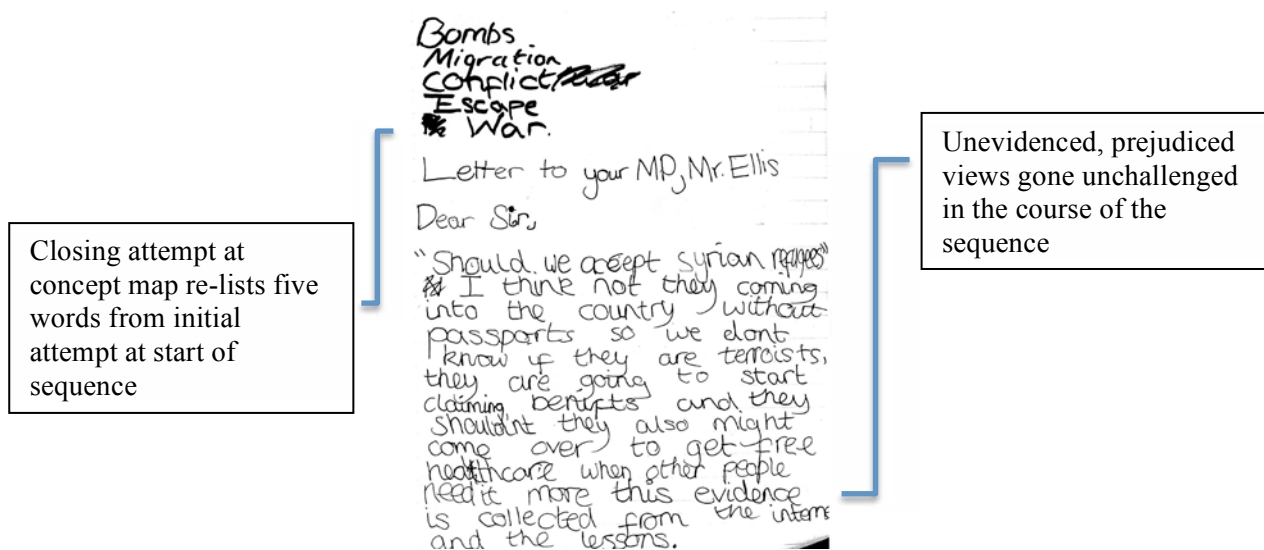 Bombs
Migration
Conflict
Escape
War.
Letter to your MP, Mr. Ellis
Dear Sir,
"Should we accept Syrian refugees"
I think not they coming
into the country without
passports so we dont
know if they are terroists,
they are going to start
claiming benifts and they
shouldn't they also might
come over to get free
healthcare when other people
need it more this evidence
is collected from the interne
and the lessons.
Closing attempt at
concept map re-lists five
words from initial
attempt at start of
sequence
Unevidenced, prejudiced
views gone unchallenged
in the course of the
sequence